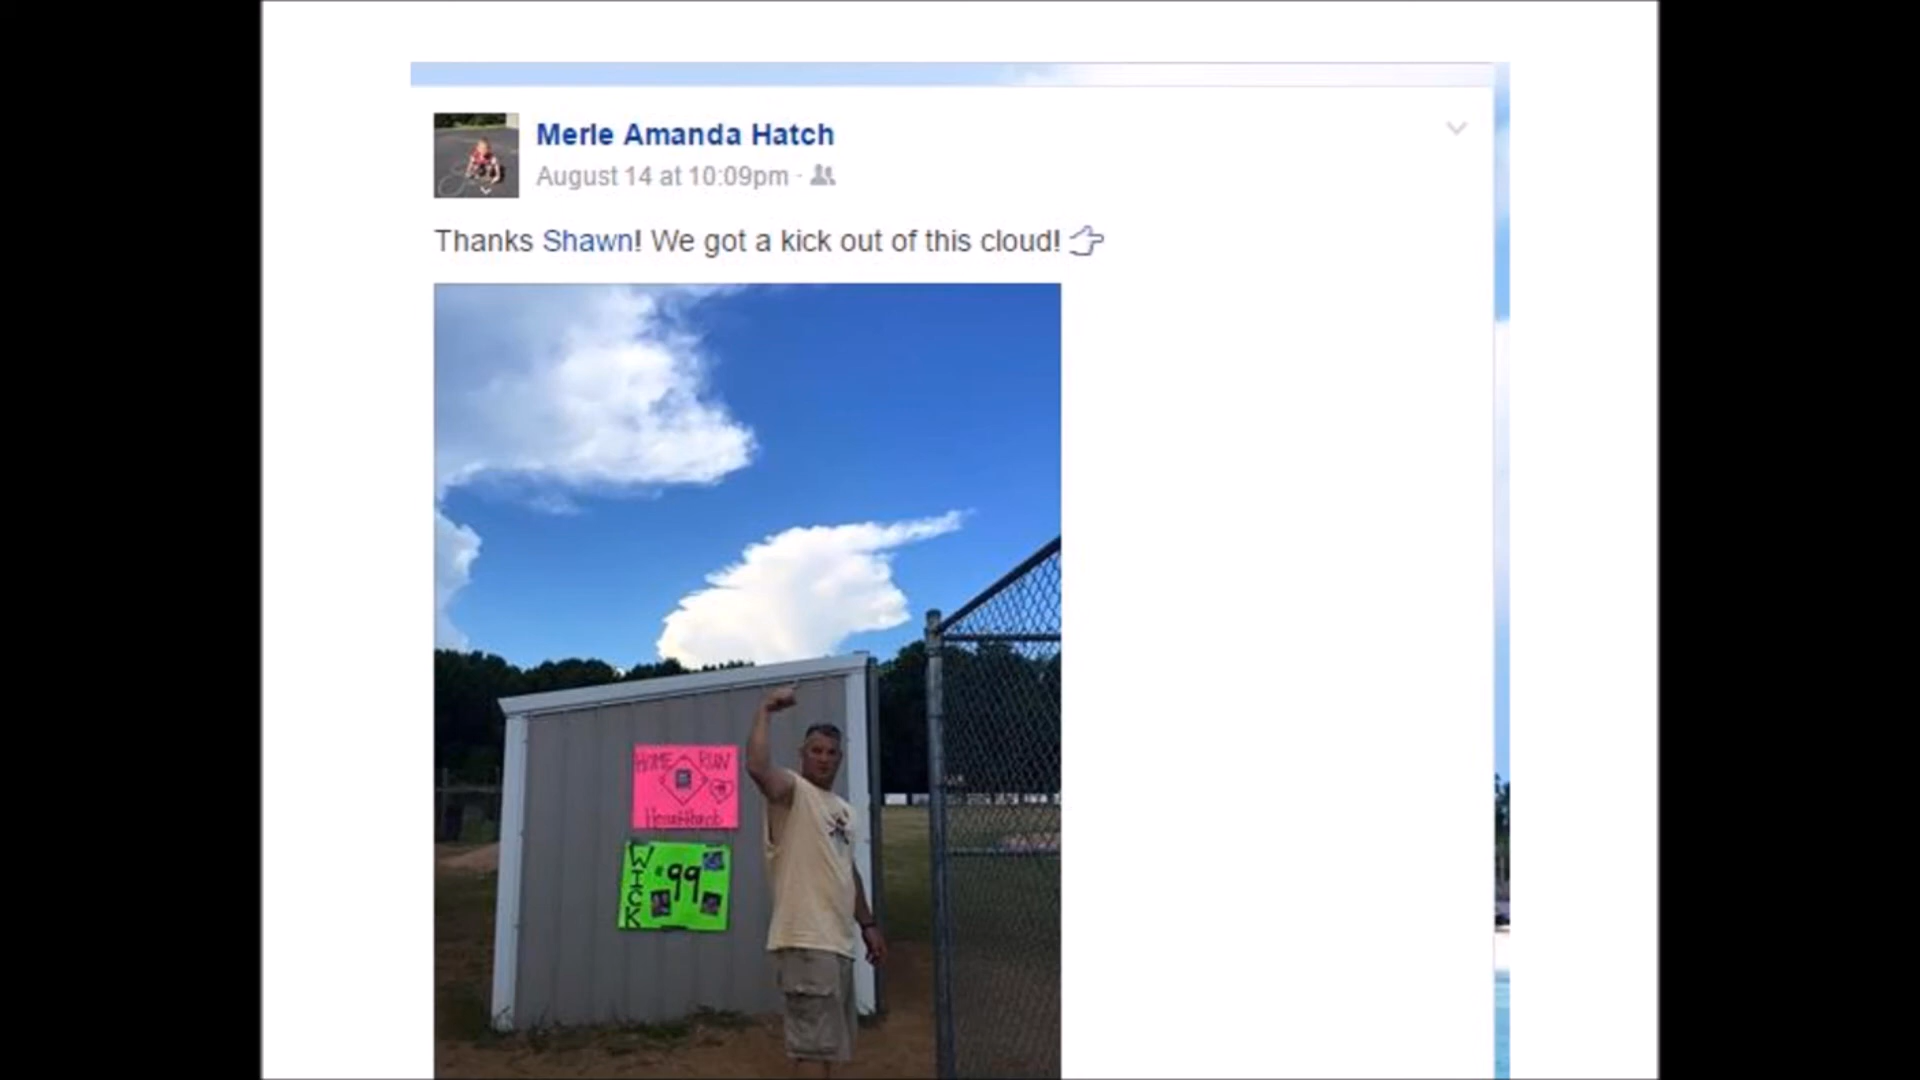 Merle Amanda Hatch
August 14 at 10:09pm ·
Thanks Shawn! We got a kick out of this cloud!
HOME RUN
Heartthrob
WICK
#99